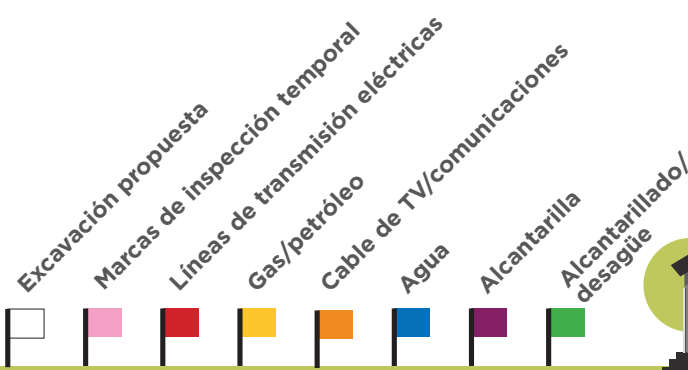 Excavación propuesta
Marcas de inspección temporal
Líneas de transmisión eléctricas
Gas/petróleo
Cable de TV/comunicaciones
Agua
Alcantarilla
Alcantarillado/
desagüe